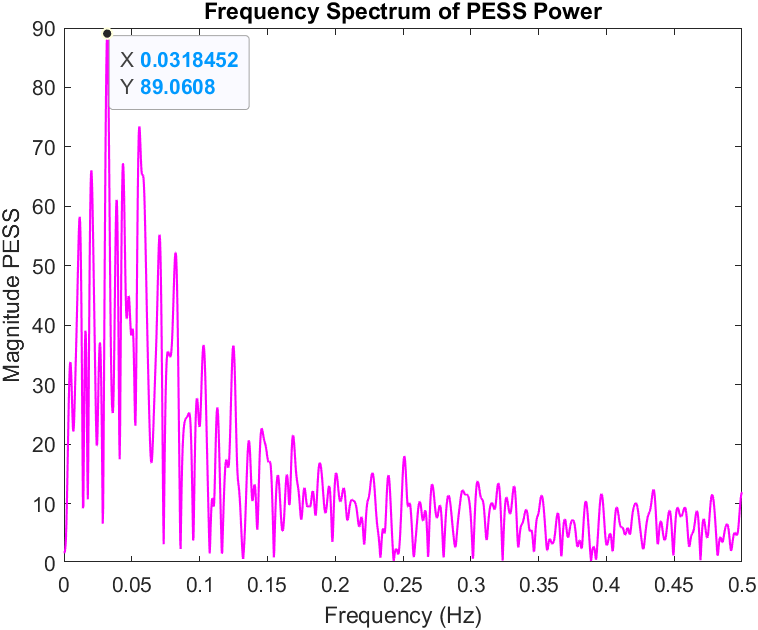 Frequency Spectrum of PESS Power
X 0.0318452
Y 89.0608
Magnitude PESS
90
80
70
60
50
40
30
20
10
0
0 0.05 0.1 0.15 0.2 0.25 0.3 0.35 0.4 0.45 0.5
Frequency (Hz)